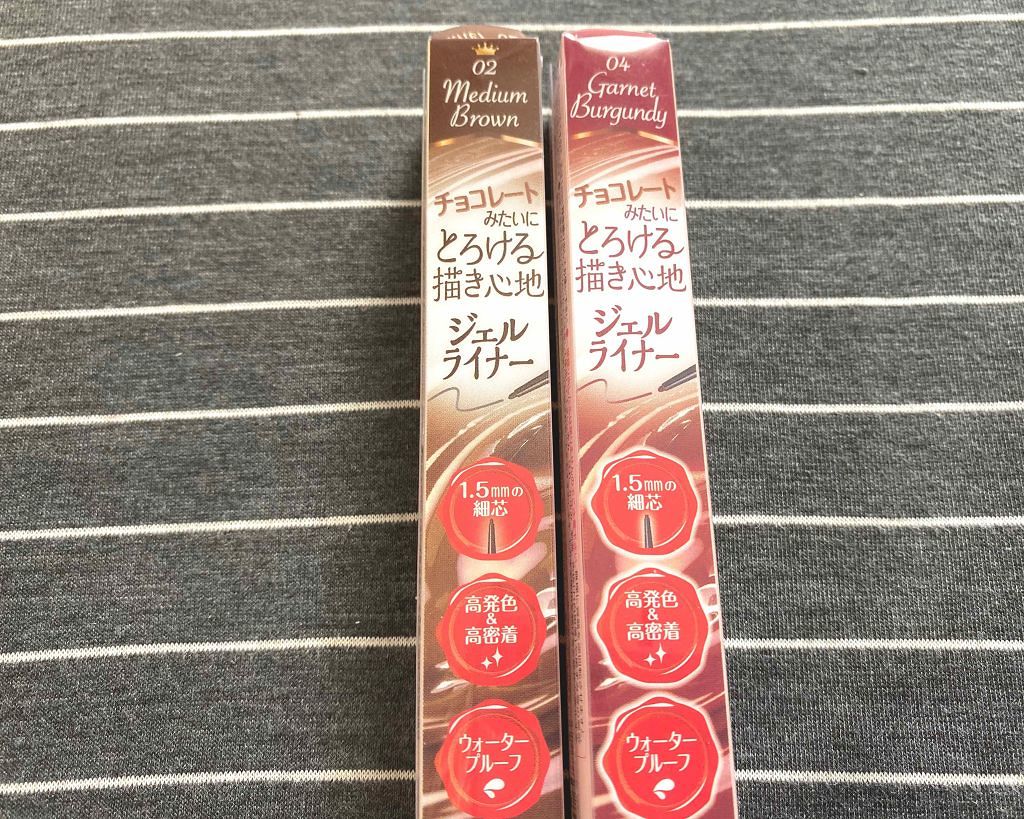 02
Medium
Brown
チョコレート
みたいに
とろける
描き心地
ジェル
ライナー
1.5mmの
細芯
高発色
&
高密着
ウォーター
プルーフ
04
Garnet
Burgundy
チョコレート
みたいに
とろける
描き心地
ジェル
ライナー
1.5mmの
細芯
高発色
&
高密着
ウォーター
プルーフ